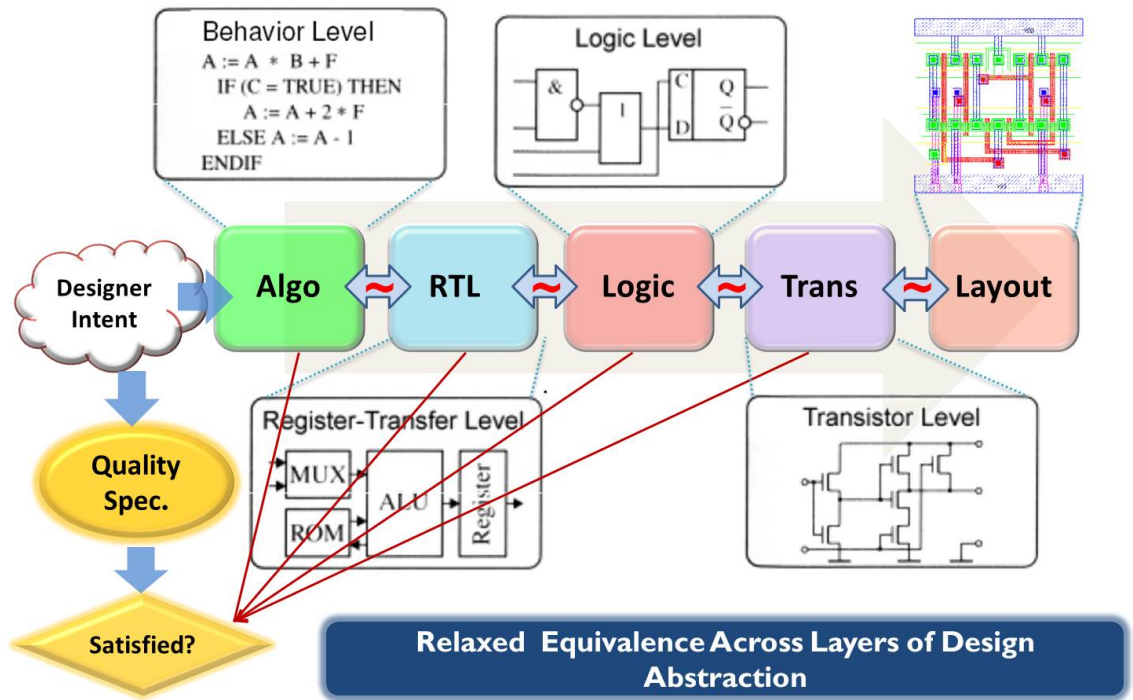 Behavior Level
A := A * B + F
IF (C = TRUE) THEN
A := A + 2 * F
ELSE A := A - 1
ENDIF
Logic Level
&
1
C
D
Q
Q
VDD
VSS
Designer
Intent
Algo
≈
RTL
≈
Logic
≈
Trans
≈
Layout
Register-Transfer Level
MUX
ROM
ALU
Register
Transistor Level
Quality
Spec.
Satisfied?
Relaxed Equivalence Across Layers of Design
Abstraction